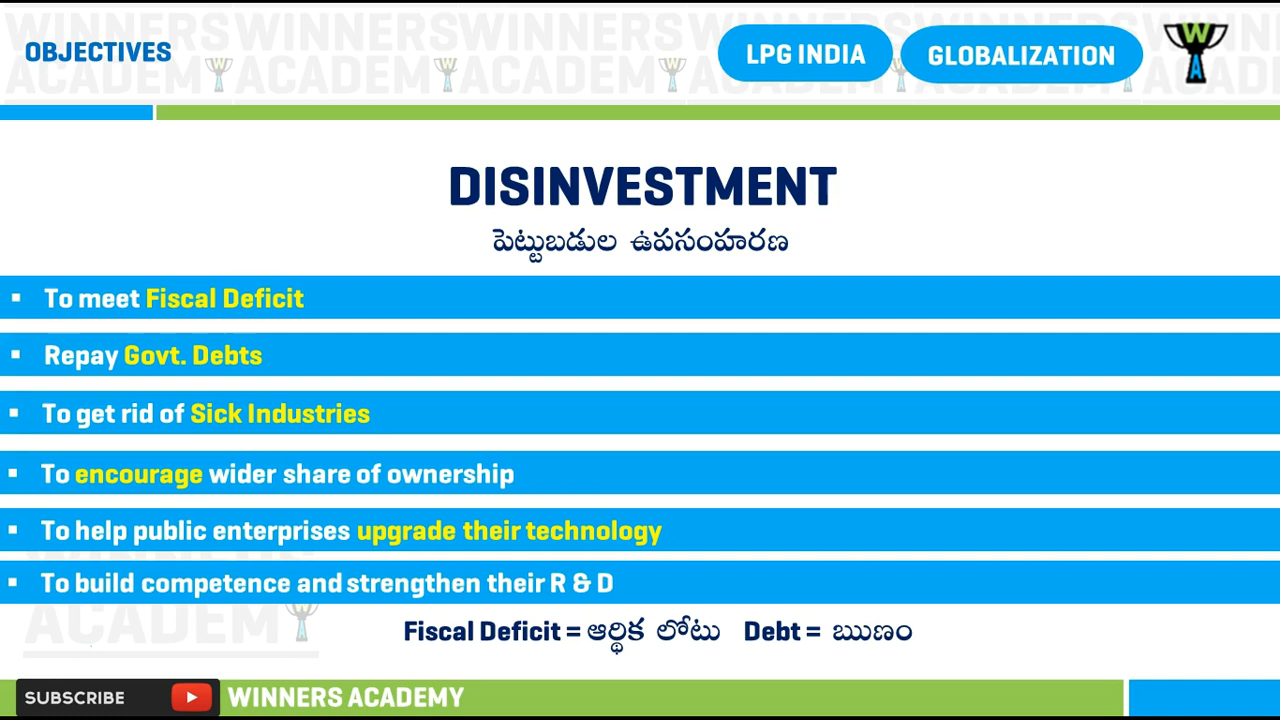 OBJECTIVES
LPG INDIA
GLOBALIZATION
DISINVESTMENT
పెట్టుబడుల ఉపసంహరణ
▪ To meet Fiscal Deficit
▪ Repay Govt. Debts
▪ To get rid of Sick Industries
▪ To encourage wider share of ownership
▪ To help public enterprises upgrade their technology
▪ To build competence and strengthen their R & D
Fiscal Deficit = ఆర్థిక లోటు Debt = ఋణం
SUBSCRIBE
WINNERS ACADEMY